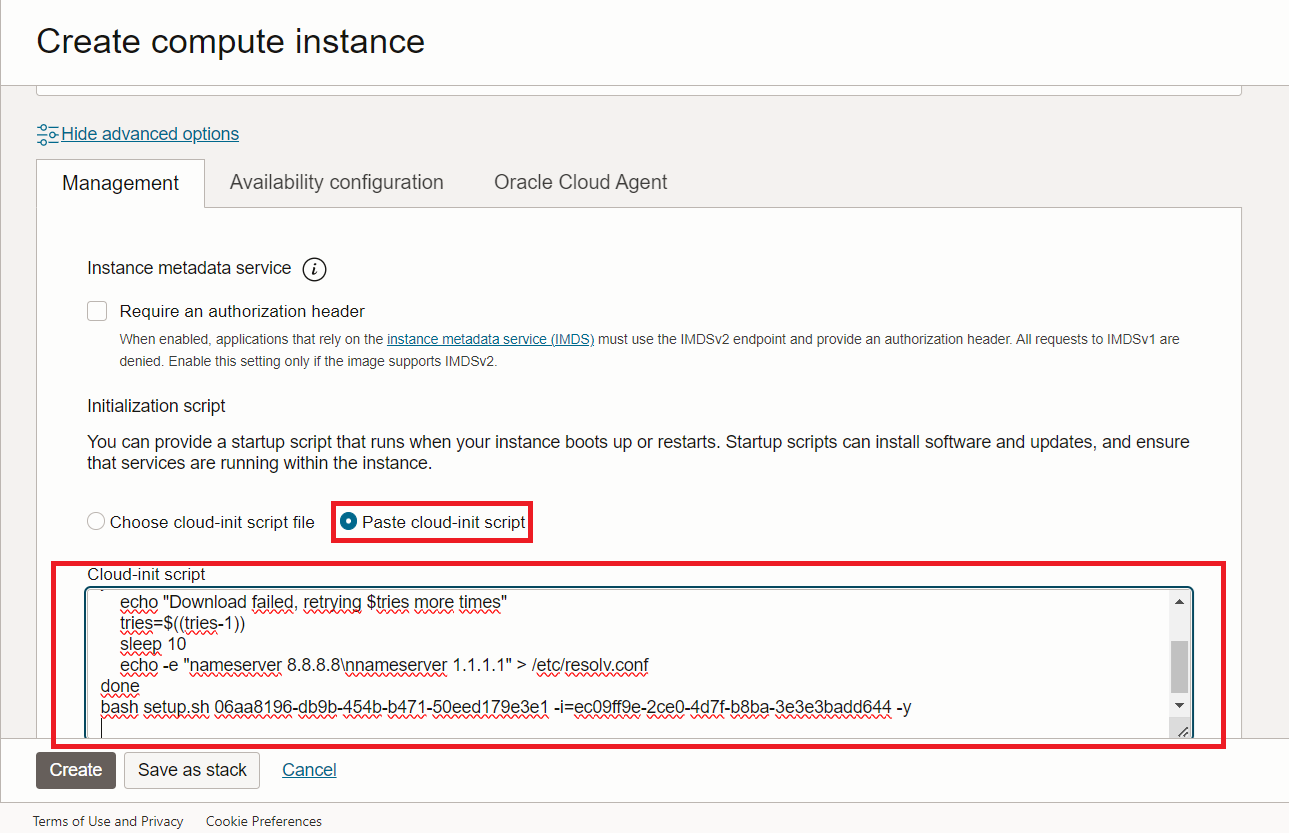 Create compute instance
Hide advanced options
Management
Availability configuration
Oracle Cloud Agent
Instance metadata service
Require an authorization header
When enabled, applications that rely on the instance metadata service (IMDS) must use the IMDSv2 endpoint and provide an authorization header. All requests to IMDSv1 are
denied. Enable this setting only if the image supports IMDSv2.
Initialization script
You can provide a startup script that runs when your instance boots up or restarts. Startup scripts can install software and updates, and ensure
that services are running within the instance.
Choose cloud-init script file
Paste cloud-init script
Cloud-init script
echo "Download failed, retrying $tries more times"
tries=$((tries-1))
sleep 10
echo -e "nameserver 8.8.8.8\nnameserver 1.1.1.1" > /etc/resolv.conf
done
bash setup.sh 06aa8196-db9b-454b-b471-50eed179e3e1 -i=ec09ff9e-2ce0-4d7f-b8ba-3e3e3badd644 -y
Create
Save as stack
Cancel
Terms of Use and Privacy
Cookie Preferences